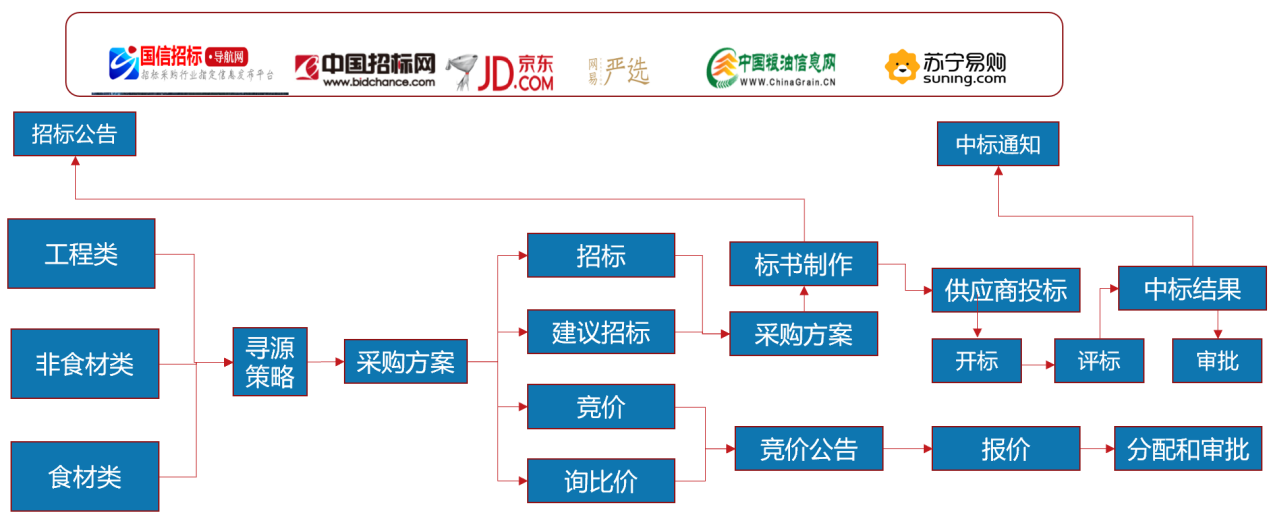 国信招标·导航网
招标采购行业指定信息发布平台
中国招标网
www.bidchance.com
JD 京东
.COM
网易:严选
中国粮油信息网
WWW.ChinaGrain.CN
苏宁易购
suning.com
招标公告
中标通知
工程类
招标
标书制作
供应商投标
中标结果
非食材类
寻源
策略
采购方案
建议招标
采购方案
开标
评标
审批
竞价
食材类
询比价
竞价公告
报价
分配和审批